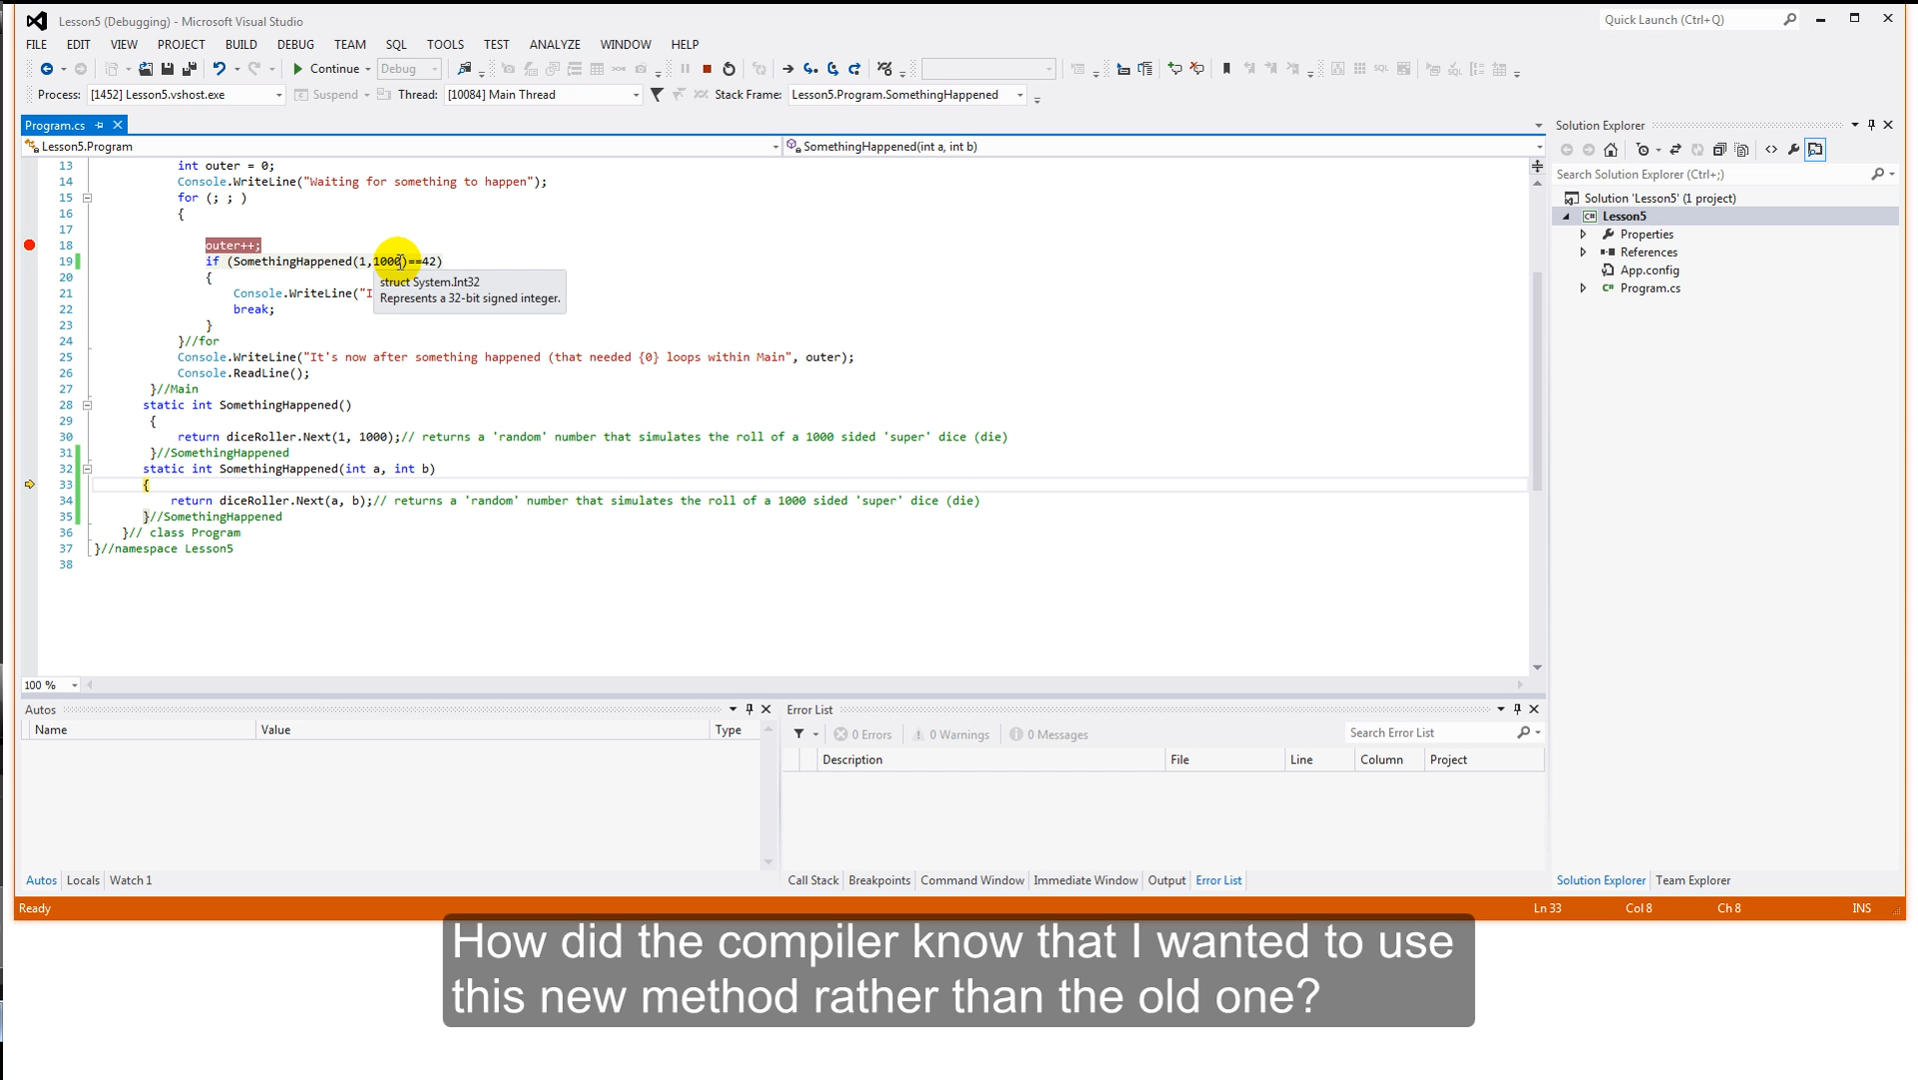 Lesson5 (Debugging) - Microsoft Visual Studio
Quick Launch (Ctrl+Q)
FILE EDIT VIEW PROJECT BUILD DEBUG TEAM SQL TOOLS TEST ANALYZE WINDOW HELP
Continue Debug
Process: [1452] Lesson5.vshost.exe Suspend Thread: [10084] Main Thread Stack Frame: Lesson5.Program.SomethingHappened
Program.cs
Lesson5.Program SomethingHappened(int a, int b)
13 int outer = 0;
14 Console.WriteLine("Waiting for something to happen");
15 for (; ; )
16 {
17
18 outer++;
19 if (SomethingHappened(1,1000)==42)
20 {
struct System.Int32
21 Console.WriteLine("I
Represents a 32-bit signed integer.
22 break;
23 }
24 }//for
25 Console.WriteLine("It's now after something happened (that needed {0} loops within Main", outer);
26 Console.ReadLine();
27 }//Main
28 static int SomethingHappened()
29 {
30 return diceRoller.Next(1, 1000);// returns a 'random' number that simulates the roll of a 1000 sided 'super' dice (die)
31 }//SomethingHappened
32 static int SomethingHappened(int a, int b)
33 {
34 return diceRoller.Next(a, b);// returns a 'random' number that simulates the roll of a 1000 sided 'super' dice (die)
35 }//SomethingHappened
36 }// class Program
37 }//namespace Lesson5
38
100 %
Solution Explorer
Search Solution Explorer (Ctrl+;)
Solution 'Lesson5' (1 project)
C# Lesson5
Properties
References
App.config
C# Program.cs
Autos
Name Value Type
Autos Locals Watch 1
Error List
0 Errors 0 Warnings 0 Messages Search Error List
Description File Line Column Project
Call Stack Breakpoints Command Window Immediate Window Output Error List
Solution Explorer Team Explorer
Ready Ln 33 Col 8 Ch 8 INS
How did the compiler know that I wanted to use
this new method rather than the old one?